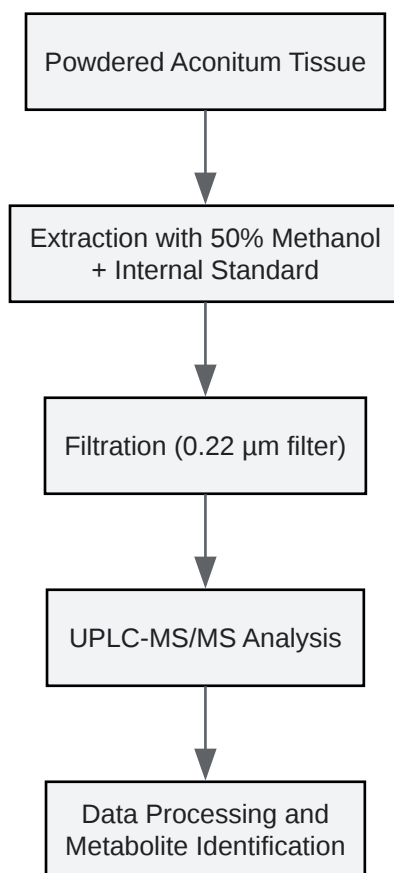 Powdered Aconitum Tissue
Extraction with 50% Methanol
+ Internal Standard
Filtration (0.22 µm filter)
UPLC-MS/MS Analysis
Data Processing and
Metabolite Identification